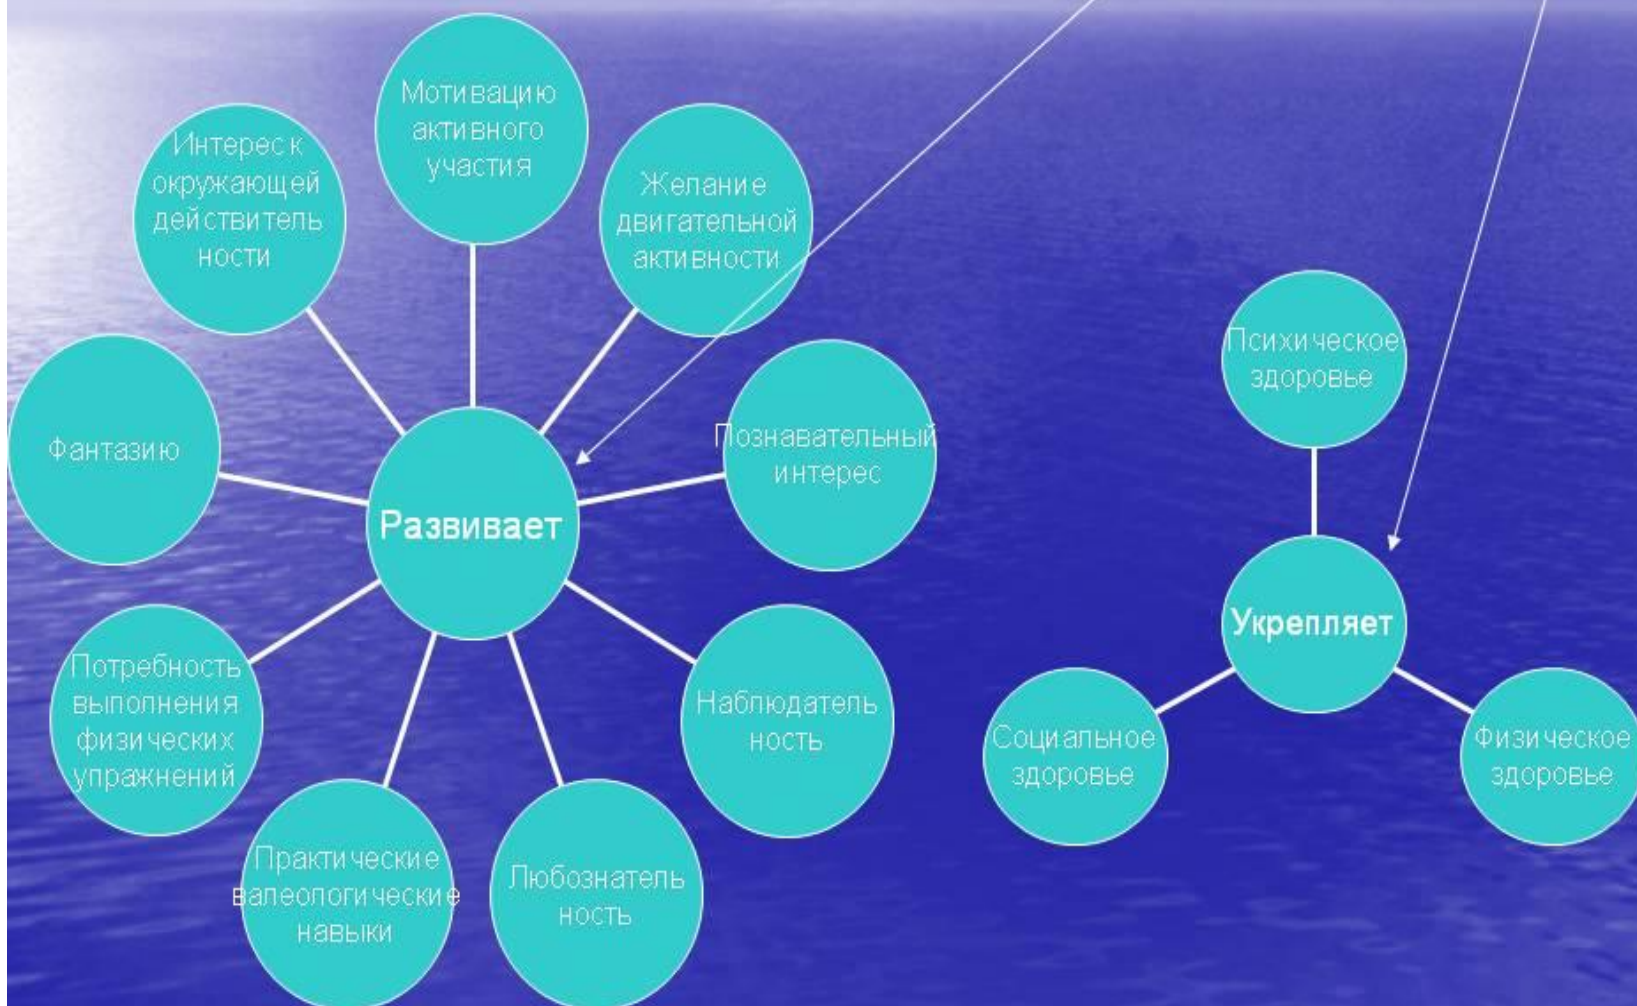 Мотивацию
активного
участия
Желание
двигательной
активности
Познавательный
интерес
Наблюдатель
ность
Любознатель
ность
Практические
валеологические
навыки
Потребность
выполнения
физических
упражнений
Фантазию
Интерес к
окружающей
действитель
ности
Развивает
Психическое
здоровье
Физическое
здоровье
Социальное
здоровье
Укрепляет